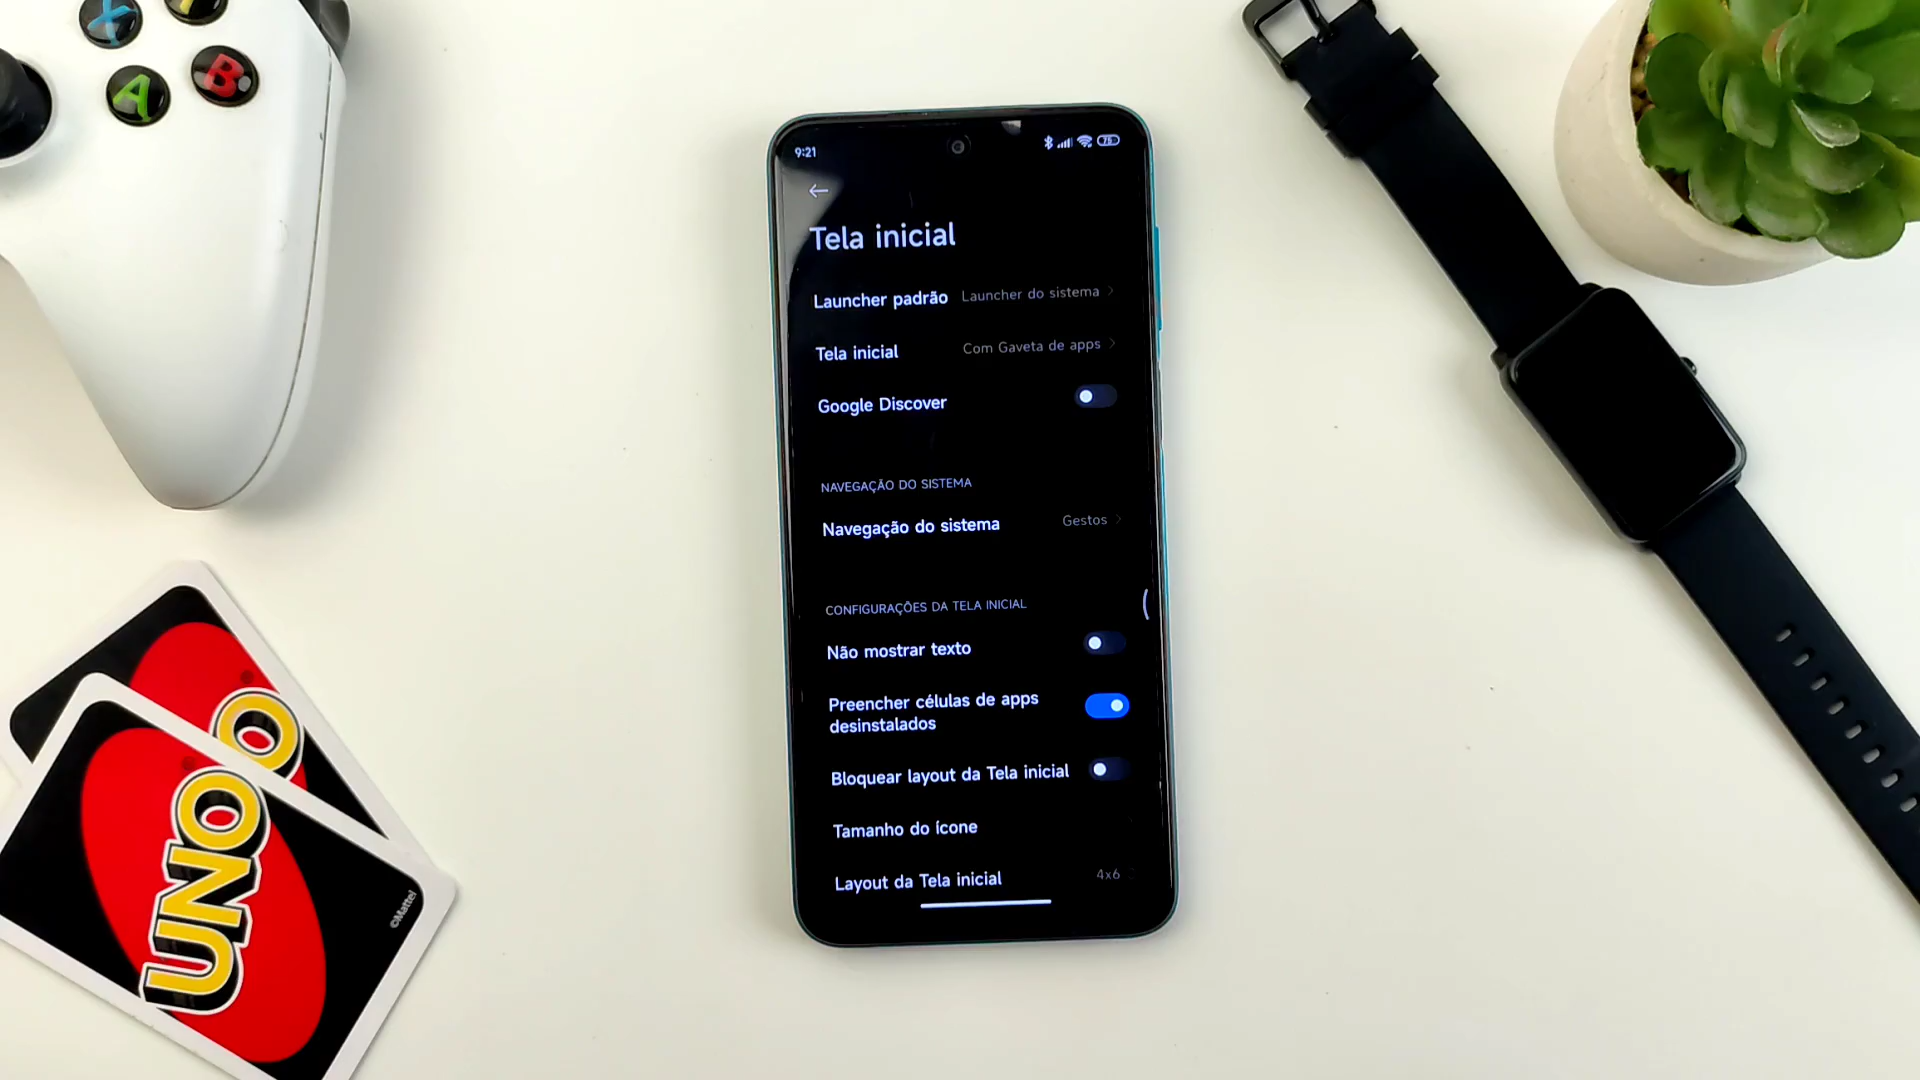 X
Y
A
B
9:21
75
Tela inicial
Launcher padrão Launcher do sistema
Tela inicial Com Gaveta de apps
Google Discover
NAVEGAÇÃO DO SISTEMA
Navegação do sistema Gestos
CONFIGURAÇÕES DA TELA INICIAL
Não mostrar texto
Preencher células de apps
desinstalados
Bloquear layout da Tela inicial
Tamanho do ícone
Layout da Tela inicial 4x6
UNO
©Mattel